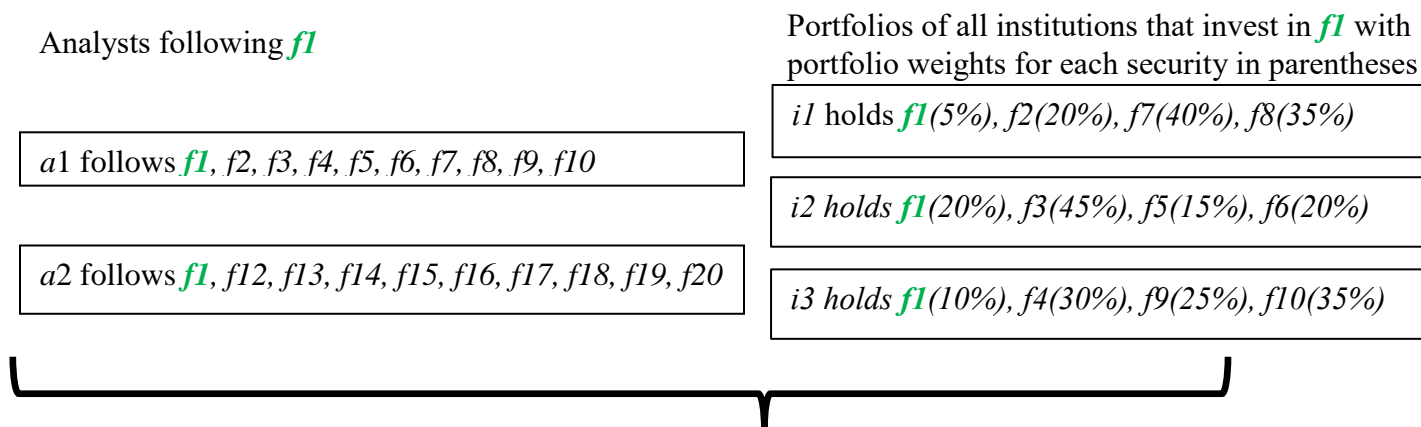 Analysts following f1
a1 follows f1, f2, f3, f4, f5, f6, f7, f8, f9, f10
a2 follows f1, f12, f13, f14, f15, f16, f17, f18, f19, f20
Portfolios of all institutions that invest in f1 with
portfolio weights for each security in parentheses
i1 holds f1(5%), f2(20%), f7(40%), f8(35%)
i2 holds f1(20%), f3(45%), f5(15%), f6(20%)
i3 holds f1(10%), f4(30%), f9(25%), f10(35%)